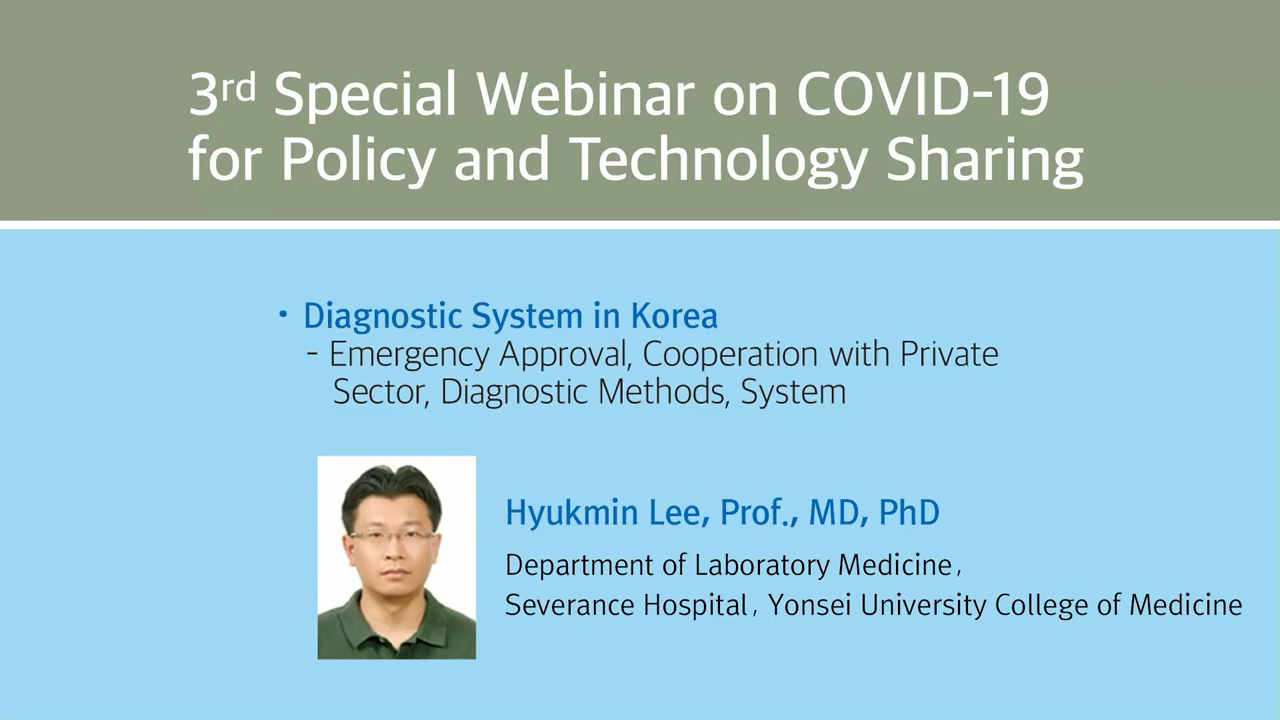 3rd Special Webinar on COVID-19
for Policy and Technology Sharing
• Diagnostic System in Korea
- Emergency Approval, Cooperation with Private
Sector, Diagnostic Methods, System
Hyukmin Lee, Prof., MD, PhD
Department of Laboratory Medicine,
Severance Hospital, Yonsei University College of Medicine